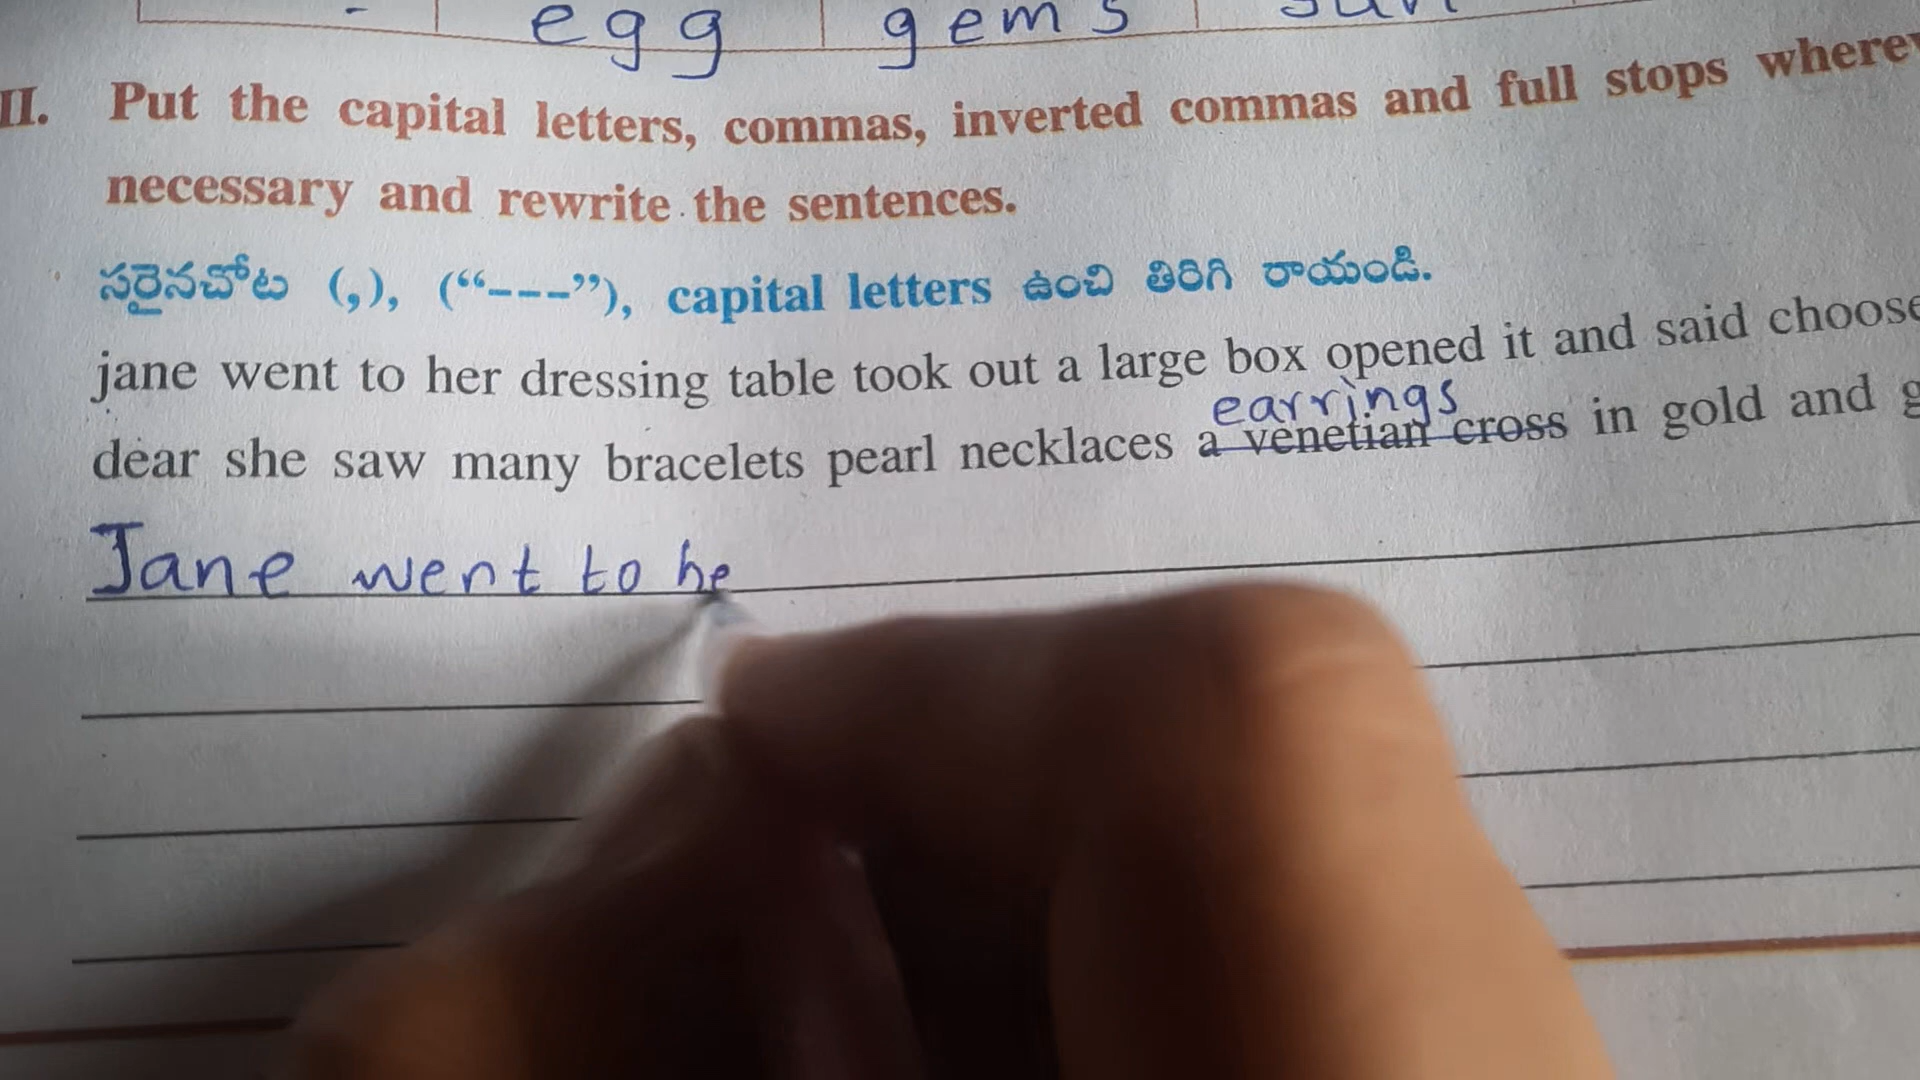 egg gems
II. Put the capital letters, commas, inverted commas and full stops
necessary and rewrite the sentences.
సరైనచోట (,), (“---”), capital letters ఉంచి తిరిగి రాయండి.
jane went to her dressing table took out a large box opened it and said choose
earrings
dear she saw many bracelets pearl necklaces a venetian cross in gold and
Jane went to he